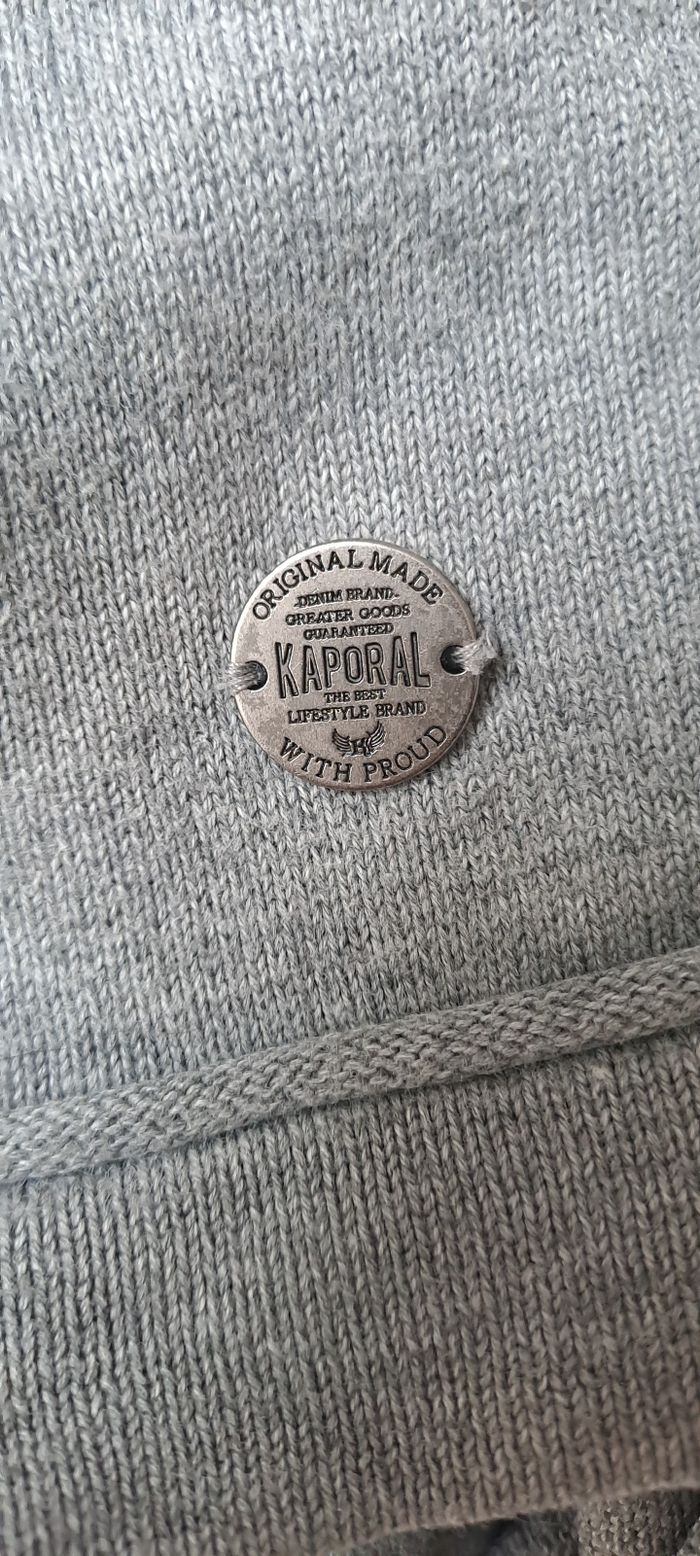 ORIGINAL MADE
-DENIM BRAND-
GREATER GOODS
GUARANTEED
KAPORAL
THE BEST
LIFESTYLE BRAND
K
WITH PROUD